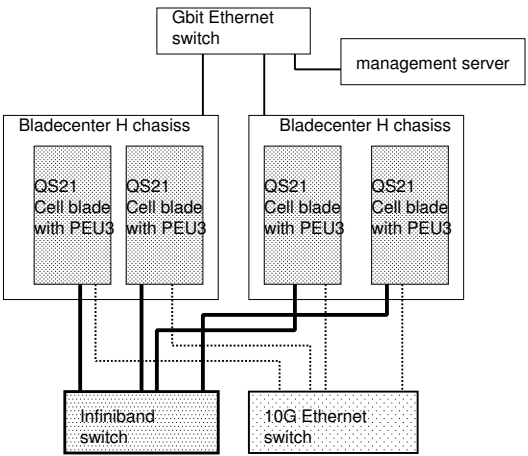 Gbit Ethernet
switch
management server
Bladecenter H chasiss
Bladecenter H chasiss
QS21
Cell blade
with PEU3
QS21
Cell blade
with PEU3
QS21
Cell blade
with PEU3
QS21
Cell blade
with PEU3
Infiniband
switch
10G Ethernet
switch